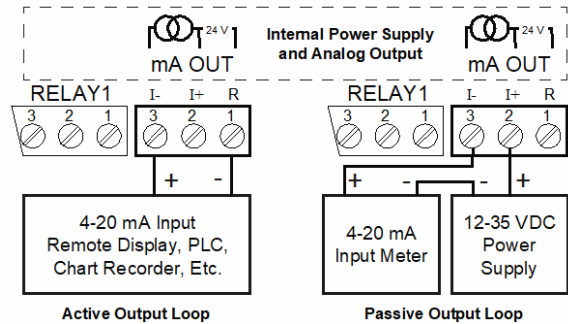 24 V
Internal Power Supply
and Analog Output
24 V
mA OUT
mA OUT
RELAY1
I- I+ R
RELAY1
I- I+ R
3 2 1
3 2 1
3 2 1
3 2 1
+ -
+ - - +
4-20 mA Input
Remote Display, PLC,
Chart Recorder, Etc.
4-20 mA
Input Meter
12-35 VDC
Power
Supply
Active Output Loop
Passive Output Loop